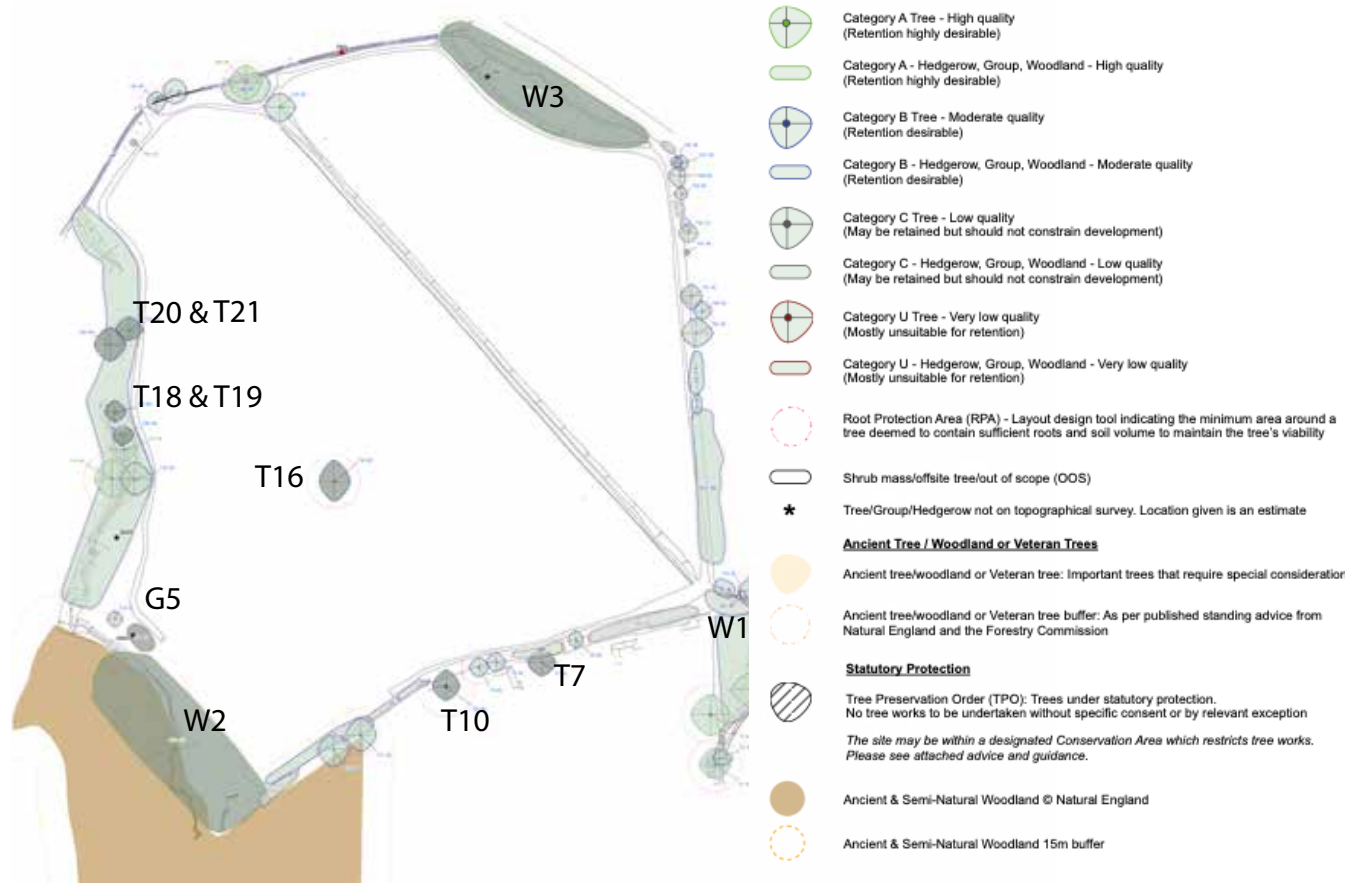 W3
T20 & T21
T18 & T19
T16
G5
W2
T10
T7
W1
Category A Tree - High quality
(Retention highly desirable)
Category A - Hedgerow, Group, Woodland - High quality
(Retention highly desirable)
Category B Tree - Moderate quality
(Retention desirable)
Category B - Hedgerow, Group, Woodland - Moderate quality
(Retention desirable)
Category C Tree - Low quality
(May be retained but should not constrain development)
Category C - Hedgerow, Group, Woodland - Low quality
(May be retained but should not constrain development)
Category U Tree - Very low quality
(Mostly unsuitable for retention)
Category U - Hedgerow, Group, Woodland - Very low quality
(Mostly unsuitable for retention)
Root Protection Area (RPA) - Layout design tool indicating the minimum area around a
tree deemed to contain sufficient roots and soil volume to maintain the tree's viability
Shrub mass/offsite tree/out of scope (OOS)
* Tree/Group/Hedgerow not on topographical survey. Location given is an estimate
Ancient Tree / Woodland or Veteran Trees
Ancient tree/woodland or Veteran tree: Important trees that require special consideration
Ancient tree/woodland or Veteran tree buffer: As per published standing advice from
Natural England and the Forestry Commission
Statutory Protection
Tree Preservation Order (TPO): Trees under statutory protection.
No tree works to be undertaken without specific consent or by relevant exception
The site may be within a designated Conservation Area which restricts tree works.
Please see attached advice and guidance.
Ancient & Semi-Natural Woodland © Natural England
Ancient & Semi-Natural Woodland 15m buffer